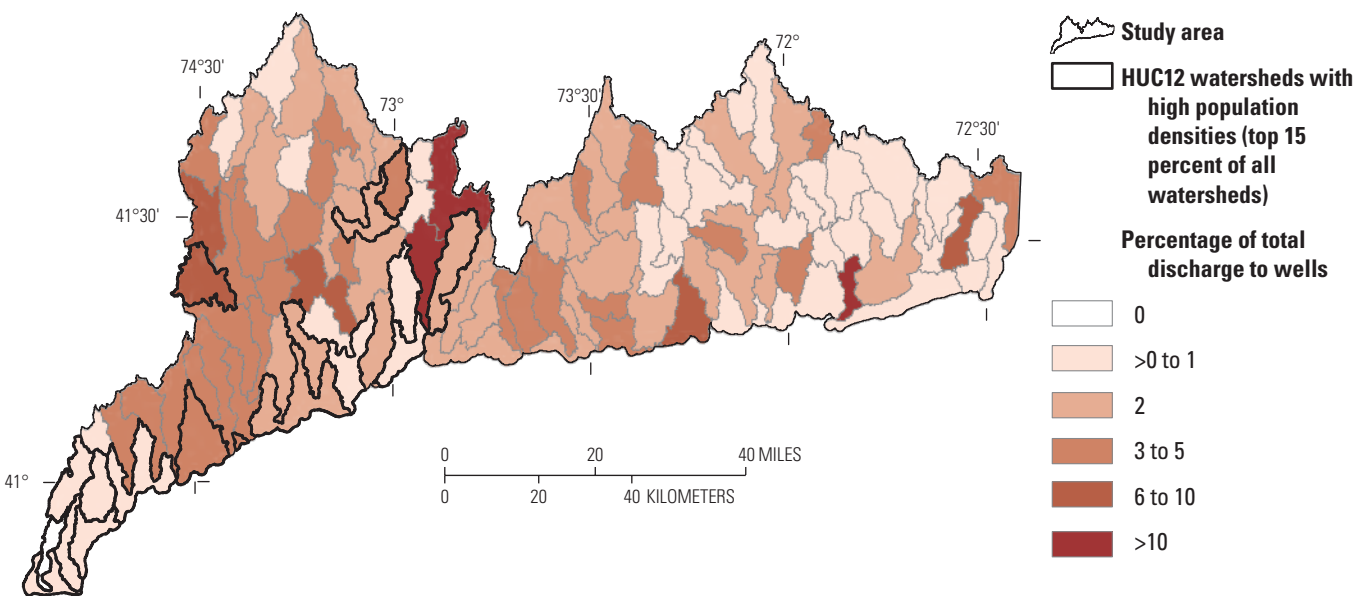 74°30'
73°
73°30'
72°
72°30'
41°30'
41°
0 20 40 MILES
0 20 40 KILOMETERS
Study area
HUC12 watersheds with
high population
densities (top 15
percent of all
watersheds)
Percentage of total
discharge to wells
0
>0 to 1
2
3 to 5
6 to 10
>10